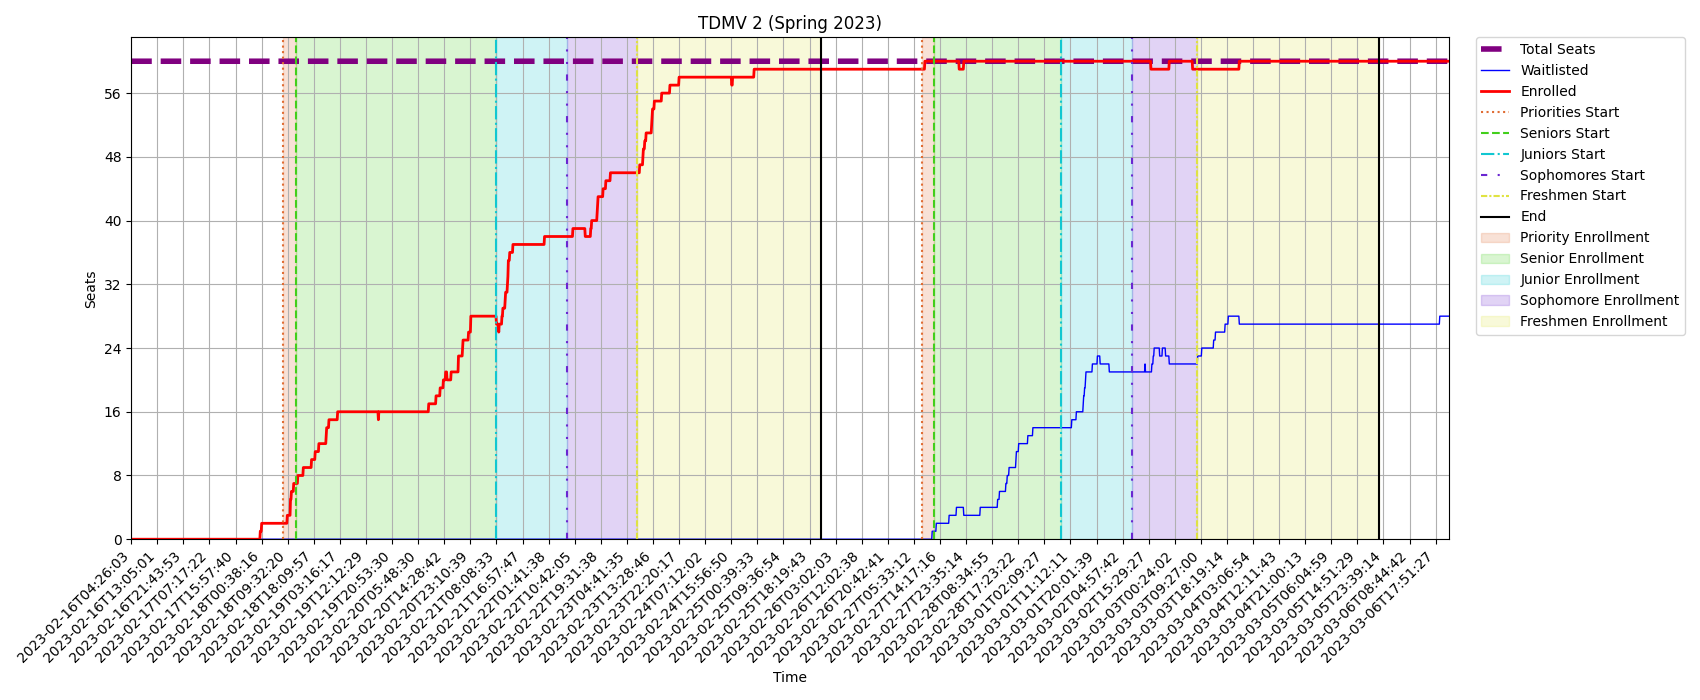 TDMV 2 (Spring 2023)
Seats
56
48
40
32
24
16
8
0
2023-02-16T04:26:03
2023-02-16T13:05:01
2023-02-16T21:43:53
2023-02-17T07:17:22
2023-02-17T15:57:40
2023-02-18T00:38:16
2023-02-18T09:32:20
2023-02-18T18:09:57
2023-02-19T03:16:17
2023-02-19T12:12:29
2023-02-19T20:53:30
2023-02-20T05:48:30
2023-02-20T14:28:42
2023-02-20T23:10:39
2023-02-21T08:08:33
2023-02-21T16:57:47
2023-02-22T01:41:38
2023-02-22T10:42:05
2023-02-22T19:31:38
2023-02-23T04:41:35
2023-02-23T13:28:46
2023-02-23T22:20:17
2023-02-24T07:12:02
2023-02-24T15:56:50
2023-02-25T00:39:33
2023-02-25T09:36:54
2023-02-25T18:19:43
2023-02-26T03:02:03
2023-02-26T12:02:38
2023-02-26T20:42:41
2023-02-27T05:33:12
2023-02-27T14:17:16
2023-02-27T23:35:14
2023-02-28T08:34:55
2023-02-28T17:23:22
2023-03-01T02:09:27
2023-03-01T11:12:11
2023-03-01T20:01:39
2023-03-02T04:57:42
2023-03-02T15:29:27
2023-03-03T00:24:02
2023-03-03T09:27:00
2023-03-03T18:19:14
2023-03-04T03:06:54
2023-03-04T12:11:43
2023-03-04T21:00:13
2023-03-05T06:04:59
2023-03-05T14:51:29
2023-03-05T23:39:14
2023-03-06T08:44:42
2023-03-06T17:51:27
Time
Total Seats
Waitlisted
Enrolled
Priorities Start
Seniors Start
Juniors Start
Sophomores Start
Freshmen Start
End
Priority Enrollment
Senior Enrollment
Junior Enrollment
Sophomore Enrollment
Freshmen Enrollment